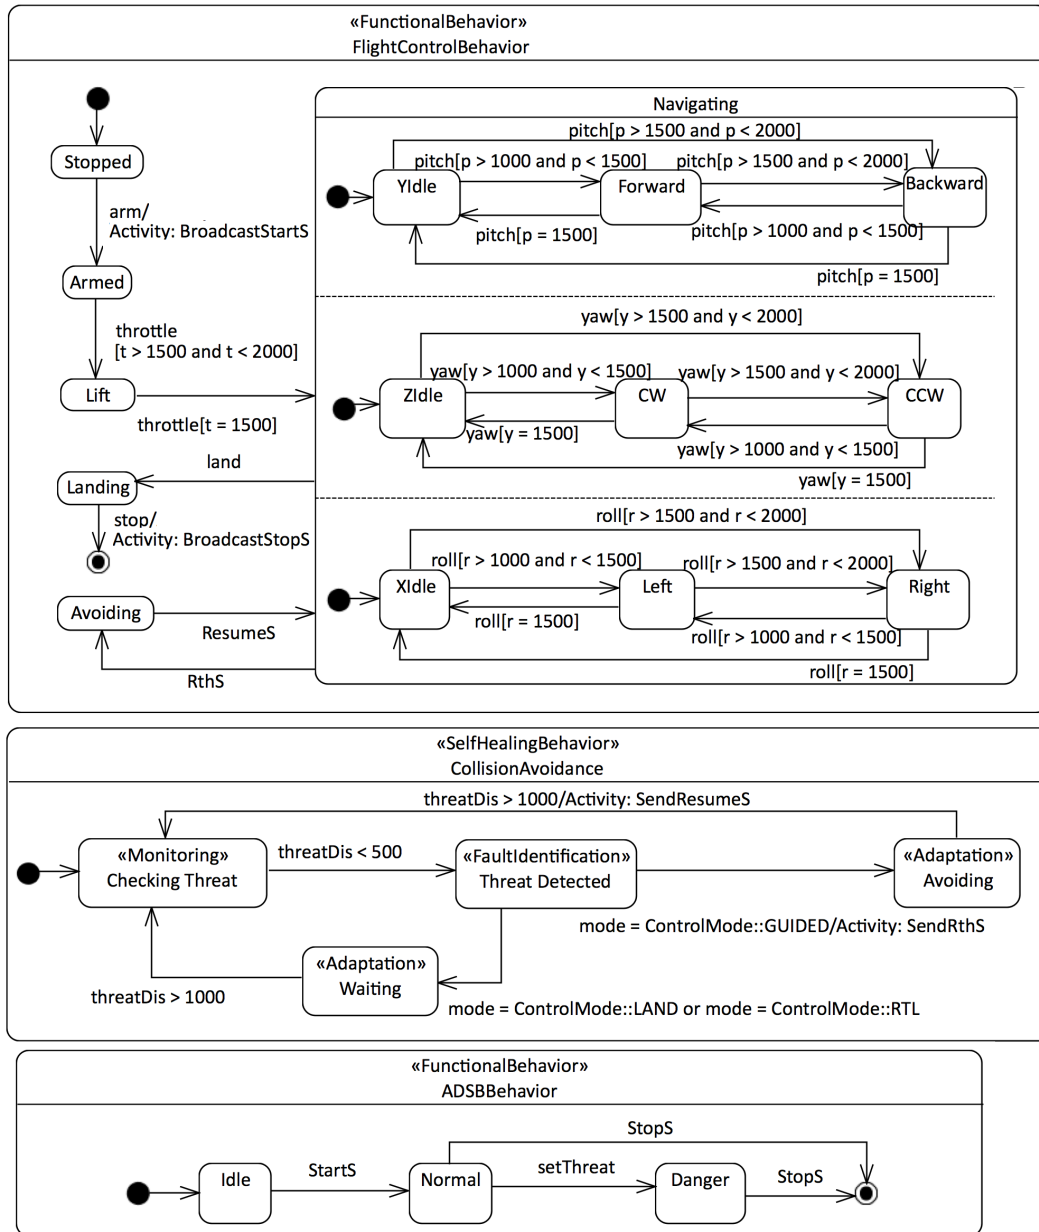 «FunctionalBehavior»
FlightControlBehavior
Stopped
arm/
Activity: BroadcastStartS
Armed
throttle
[t > 1500 and t < 2000]
Lift
throttle[t = 1500]
land
Landing
stop/
Activity: BroadcastStopS
Avoiding
ResumeS
RthS
Navigating
pitch[p > 1500 and p < 2000]
pitch[p > 1000 and p < 1500]
pitch[p > 1500 and p < 2000]
YIdle
Forward
Backward
pitch[p = 1500]
pitch[p > 1000 and p < 1500]
pitch[p = 1500]
yaw[y > 1500 and y < 2000]
yaw[y > 1000 and y < 1500]
yaw[y > 1500 and y < 2000]
ZIdle
CW
CCW
yaw[y = 1500]
yaw[y > 1000 and y < 1500]
yaw[y = 1500]
roll[r > 1500 and r < 2000]
roll[r > 1000 and r < 1500]
roll[r > 1500 and r < 2000]
XIdle
Left
Right
roll[r = 1500]
roll[r > 1000 and r < 1500]
roll[r = 1500]
«SelfHealingBehavior»
CollisionAvoidance
threatDis > 1000/Activity: SendResumeS
«Monitoring»
Checking Threat
threatDis < 500
«FaultIdentification»
Threat Detected
«Adaptation»
Avoiding
mode = ControlMode::GUIDED/Activity: SendRthS
«Adaptation»
Waiting
threatDis > 1000
mode = ControlMode::LAND or mode = ControlMode::RTL
«FunctionalBehavior»
ADSBBehavior
StopS
Idle
StartS
Normal
setThreat
Danger
StopS